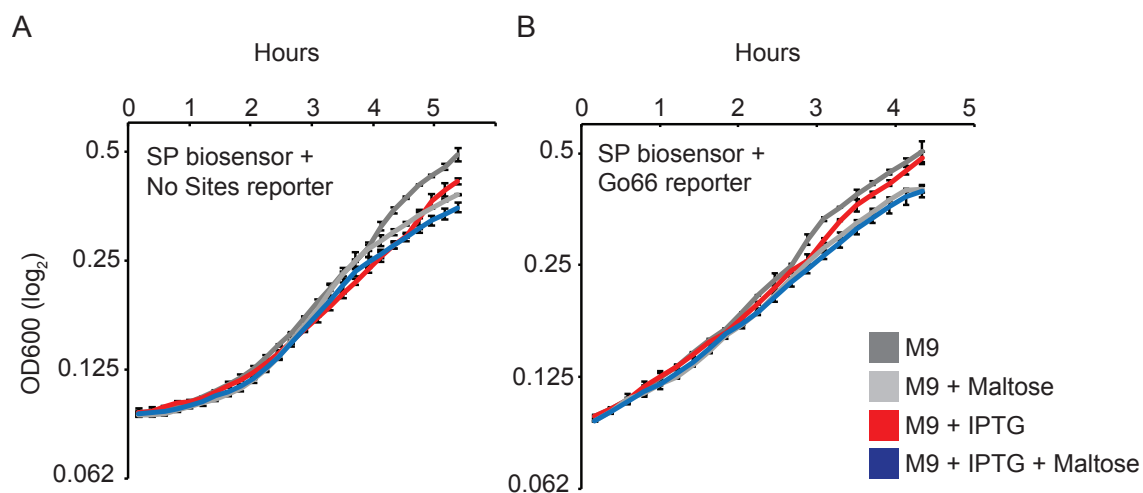 A
Hours
0 1 2 3 4 5
SP biosensor +
No Sites reporter
0.5
0.25
0.125
0.062
OD600 (log2)
B
Hours
0 1 2 3 4 5
SP biosensor +
Go66 reporter
0.5
0.25
0.125
0.062
M9
M9 + Maltose
M9 + IPTG
M9 + IPTG + Maltose